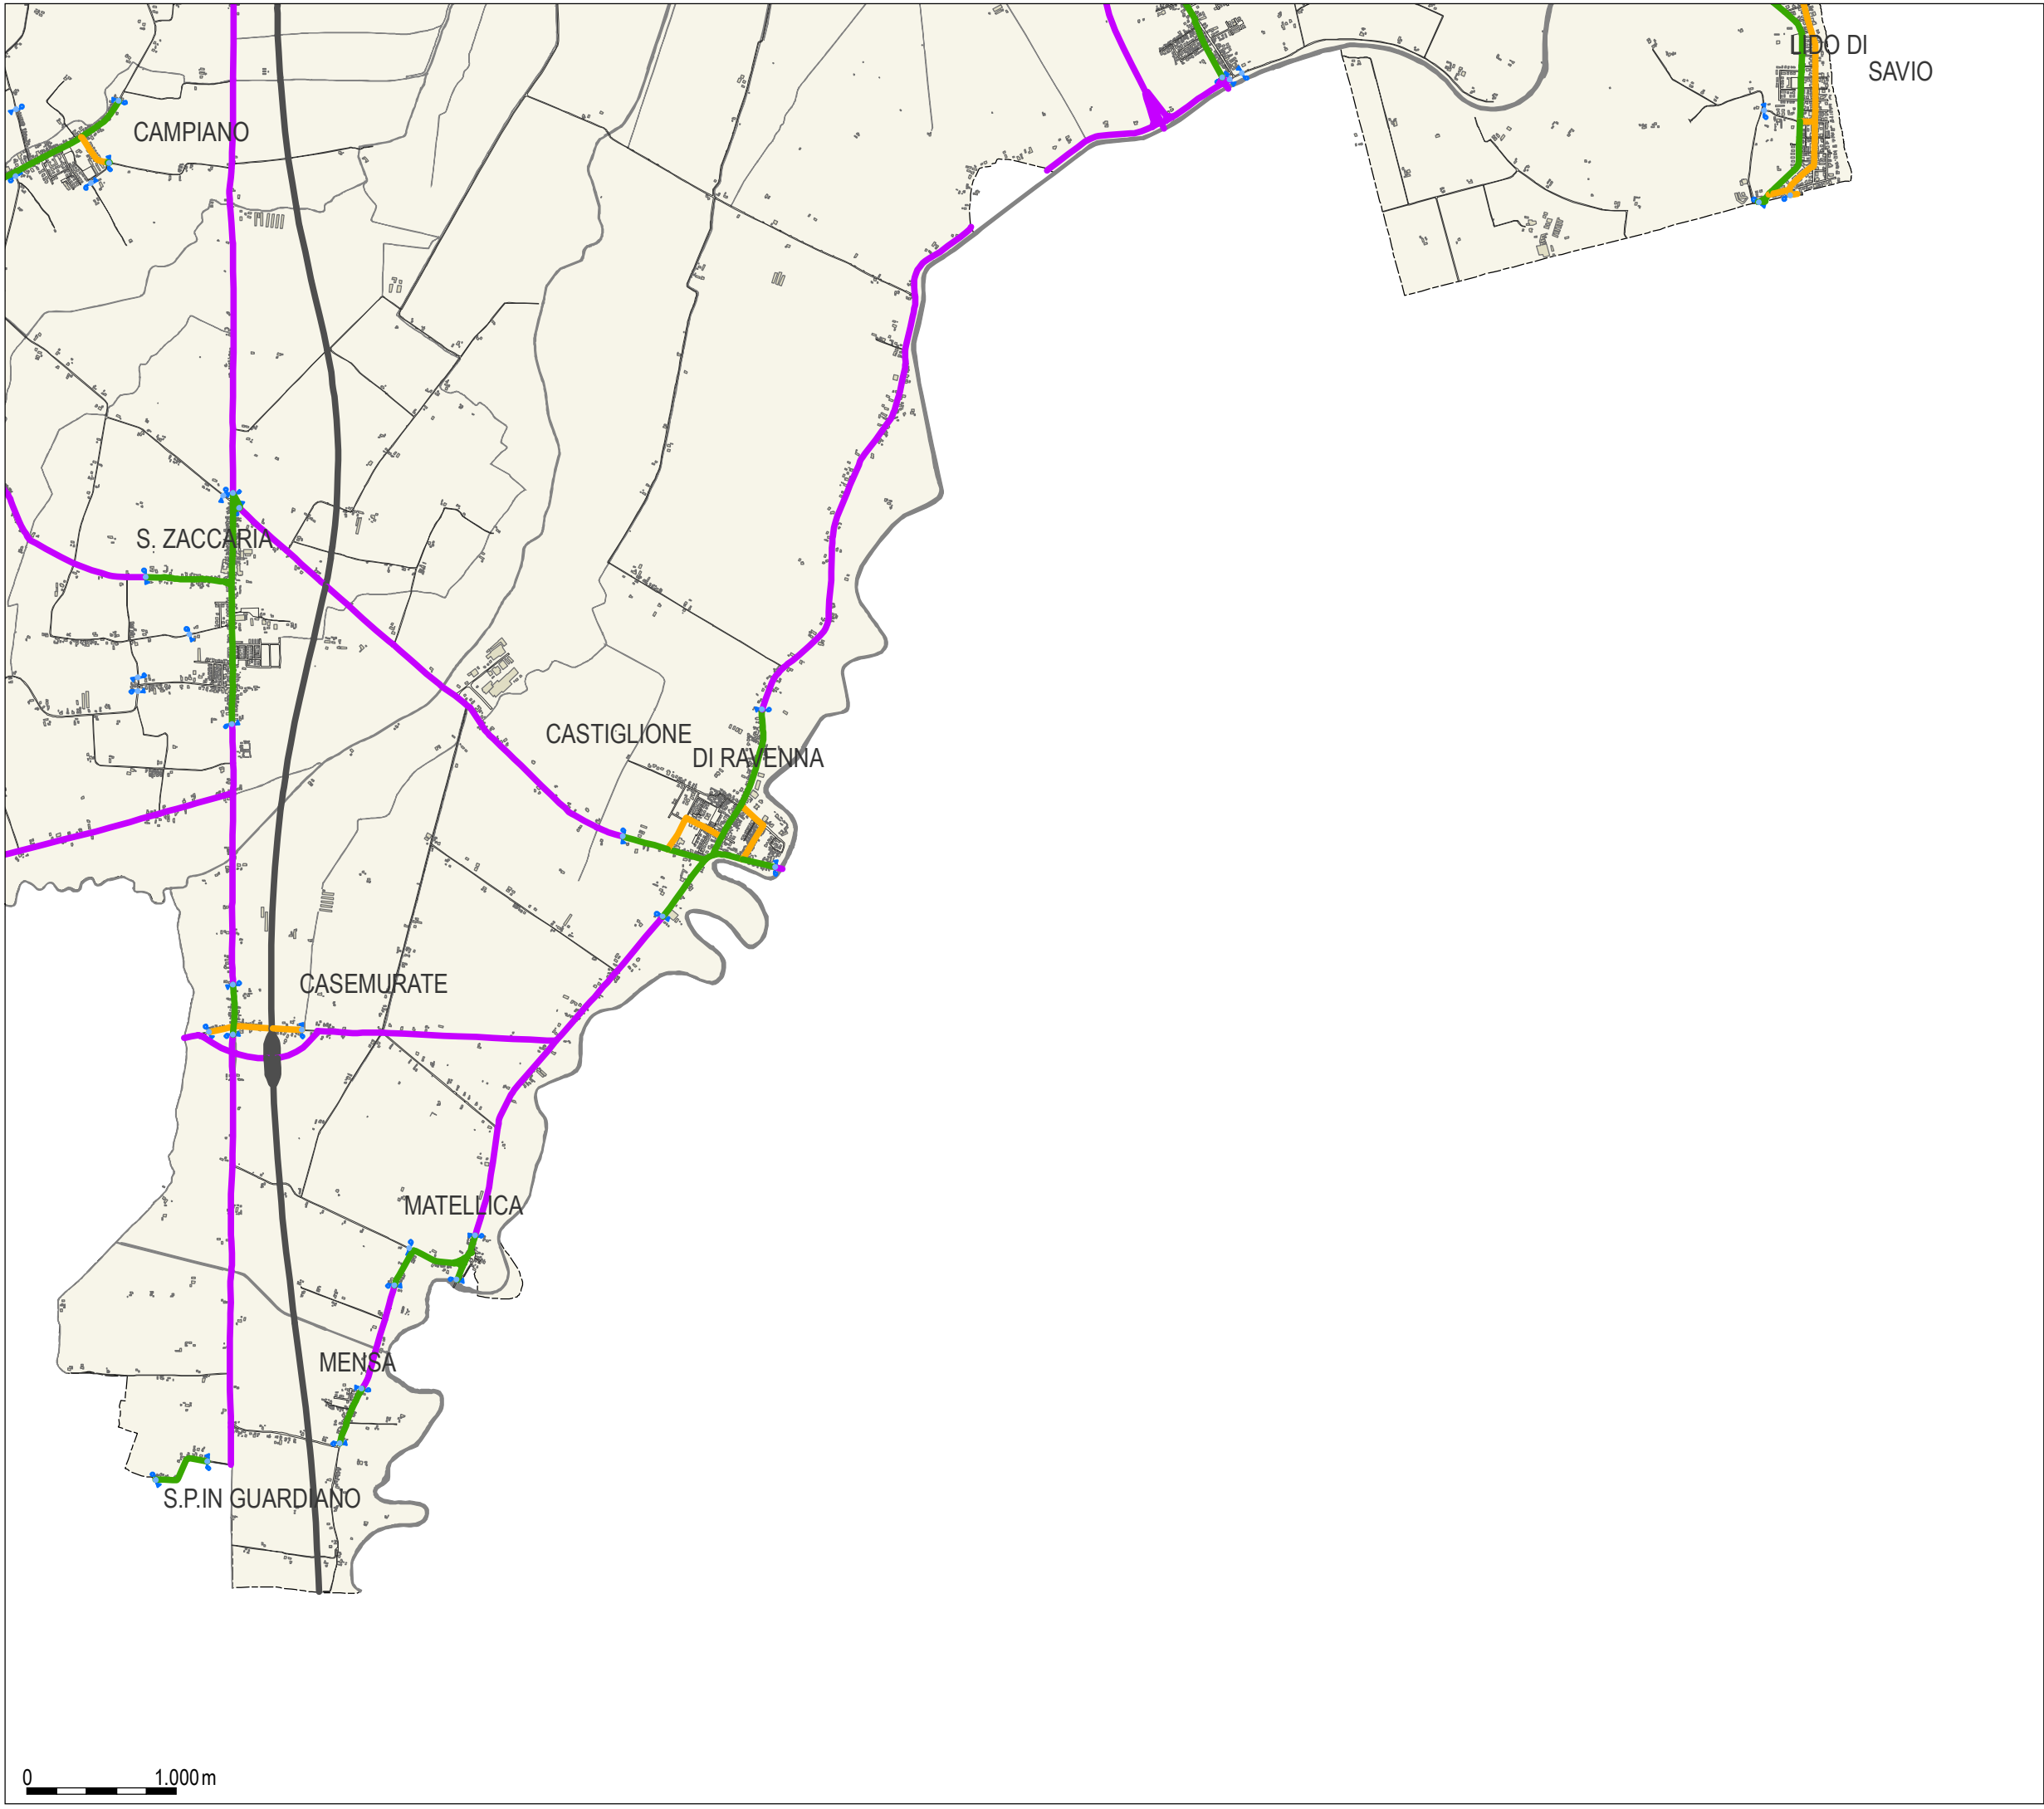 LIDO DI
SAVIO
CAMPIANO
S. ZACCARIA
CASTIGLIONE
DI RAVENNA
CASEMURATE
MATELLICA
MENSA
S.P.IN GUARDIANO
0 1.000 m